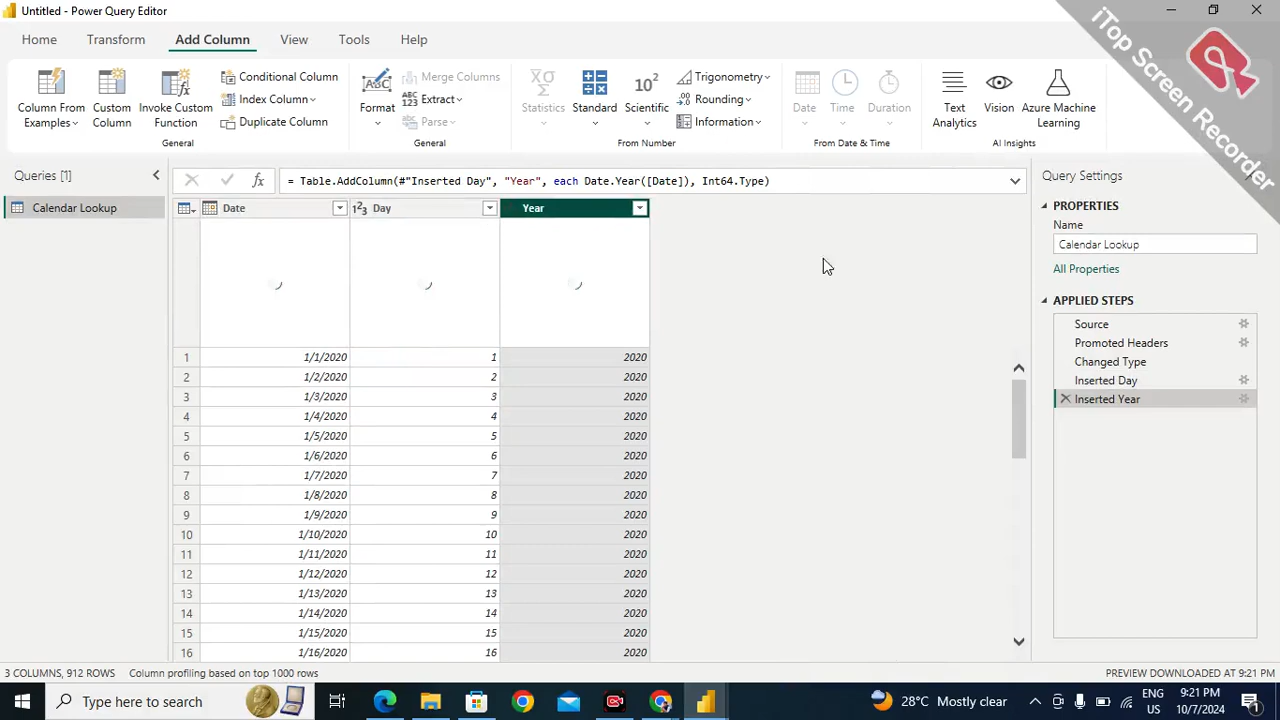 Untitled - Power Query Editor
iTop Screen Recorder
Home Transform Add Column View Tools Help
Column From Examples
Custom Column
Invoke Custom Function
Conditional Column
Index Column
Duplicate Column
General
Format
ABC
Merge Columns
ABC 123 Extract
abc Parse
General
XΣσ
Statistics
Standard
10²
Scientific
Trigonometry
Rounding
Information
From Number
Date
Time
Duration
From Date & Time
Text Analytics
Vision
Azure Machine Learning
AI Insights
Queries [1]
Calendar Lookup
fx
= Table.AddColumn(#"Inserted Day", "Year", each Date.Year([Date]), Int64.Type)
Date 1²3 Day Year
1 1/1/2020 1 2020
2 1/2/2020 2 2020
3 1/3/2020 3 2020
4 1/4/2020 4 2020
5 1/5/2020 5 2020
6 1/6/2020 6 2020
7 1/7/2020 7 2020
8 1/8/2020 8 2020
9 1/9/2020 9 2020
10 1/10/2020 10 2020
11 1/11/2020 11 2020
12 1/12/2020 12 2020
13 1/13/2020 13 2020
14 1/14/2020 14 2020
15 1/15/2020 15 2020
16 1/16/2020 16 2020
Query Settings
PROPERTIES
Name
Calendar Lookup
All Properties
APPLIED STEPS
Source
Promoted Headers
Changed Type
Inserted Day
Inserted Year
3 COLUMNS, 912 ROWS Column profiling based on top 1000 rows
PREVIEW DOWNLOADED AT 9:21 PM
Type here to search
28°C Mostly clear
ENG
US
9:21 PM
10/7/2024
1